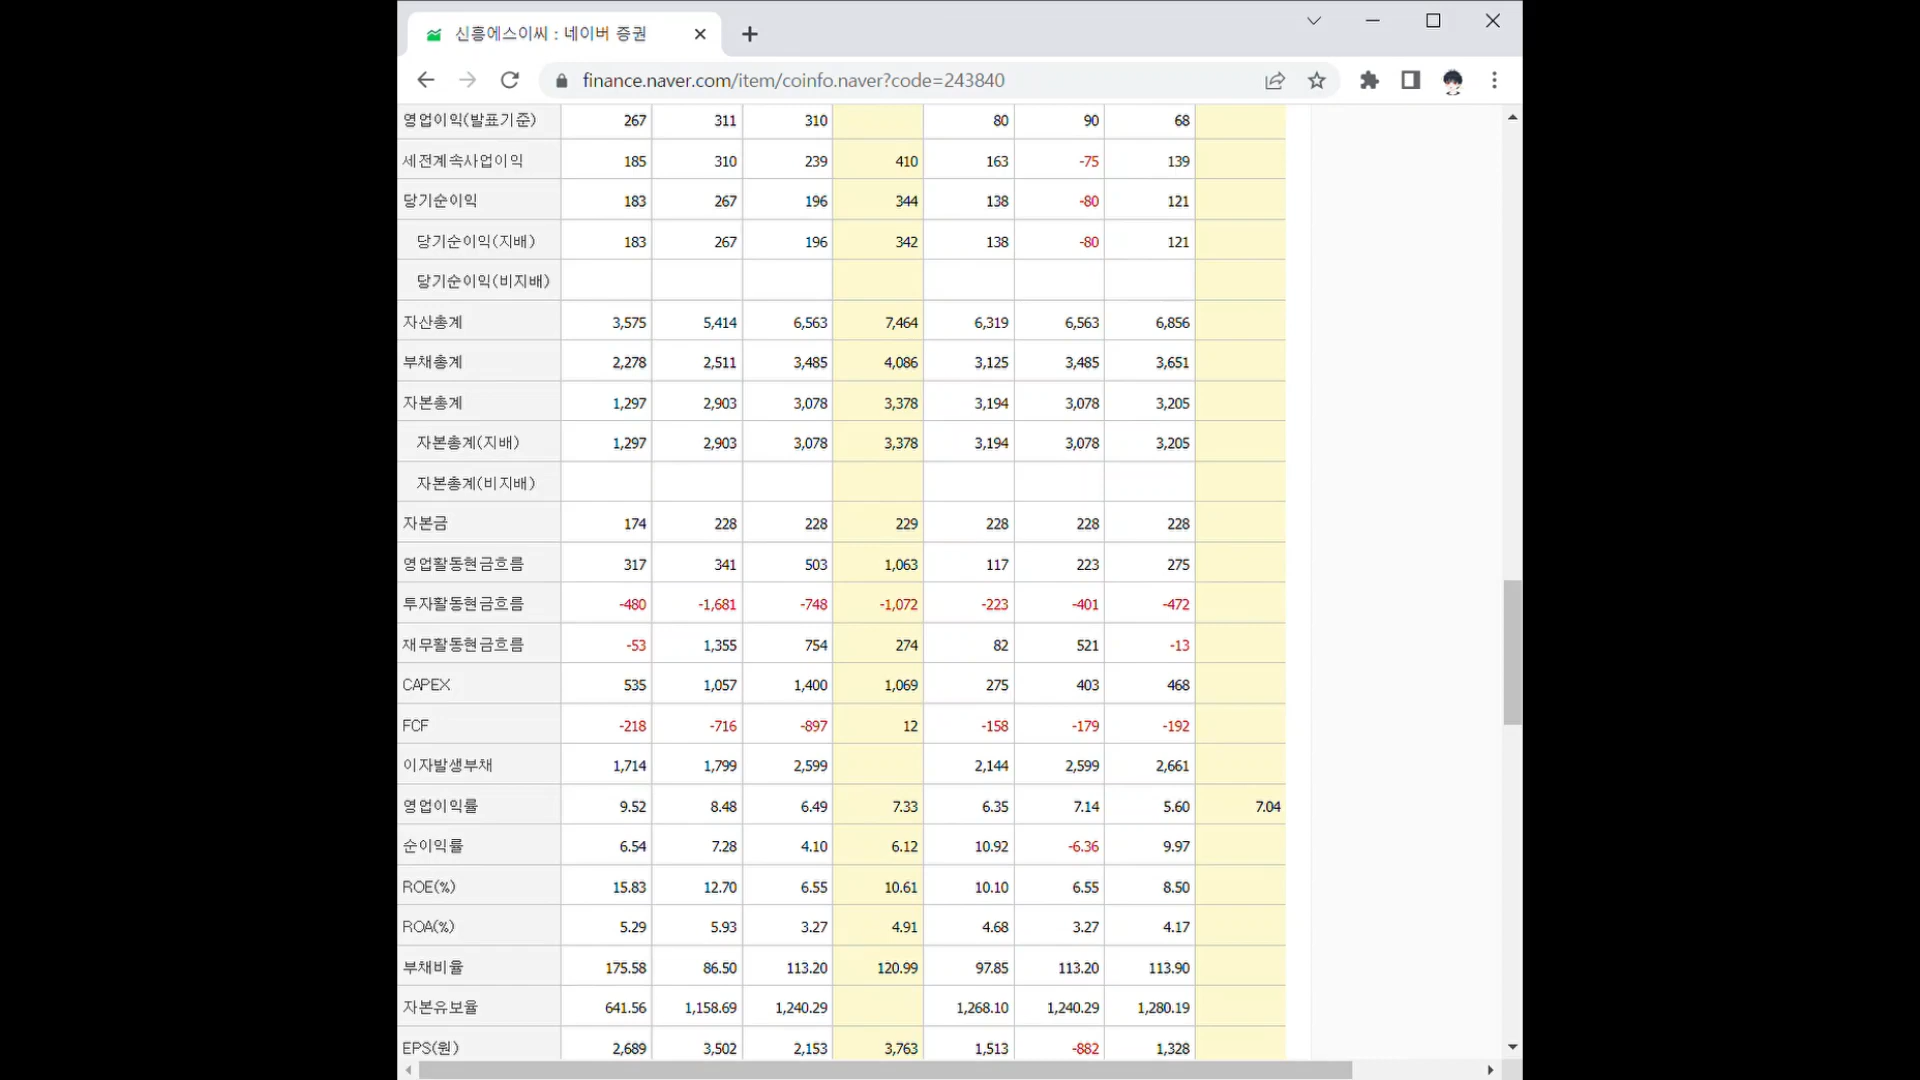 신흥에스이씨 : 네이버 증권
finance.naver.com/item/coinfo.naver?code=243840
영업이익(발표기준) 267 311 310 80 90 68
세전계속사업이익 185 310 239 410 163 -75 139
당기순이익 183 267 196 344 138 -80 121
당기순이익(지배) 183 267 196 342 138 -80 121
당기순이익(비지배)
자산총계 3,575 5,414 6,563 7,464 6,319 6,563 6,856
부채총계 2,278 2,511 3,485 4,086 3,125 3,485 3,651
자본총계 1,297 2,903 3,078 3,378 3,194 3,078 3,205
자본총계(지배) 1,297 2,903 3,078 3,378 3,194 3,078 3,205
자본총계(비지배)
자본금 174 228 228 229 228 228 228
영업활동현금흐름 317 341 503 1,063 117 223 275
투자활동현금흐름 -480 -1,681 -748 -1,072 -223 -401 -472
재무활동현금흐름 -53 1,355 754 274 82 521 -13
CAPEX 535 1,057 1,400 1,069 275 403 468
FCF -218 -716 -897 12 -158 -179 -192
이자발생부채 1,714 1,799 2,599 2,144 2,599 2,661
영업이익률 9.52 8.48 6.49 7.33 6.35 7.14 5.60 7.04
순이익률 6.54 7.28 4.10 6.12 10.92 -6.36 9.97
ROE(%) 15.83 12.70 6.55 10.61 10.10 6.55 8.50
ROA(%) 5.29 5.93 3.27 4.91 4.68 3.27 4.17
부채비율 175.58 86.50 113.20 120.99 97.85 113.20 113.90
자본유보율 641.56 1,158.69 1,240.29 1,268.10 1,240.29 1,280.19
EPS(원) 2,689 3,502 2,153 3,763 1,513 -882 1,328